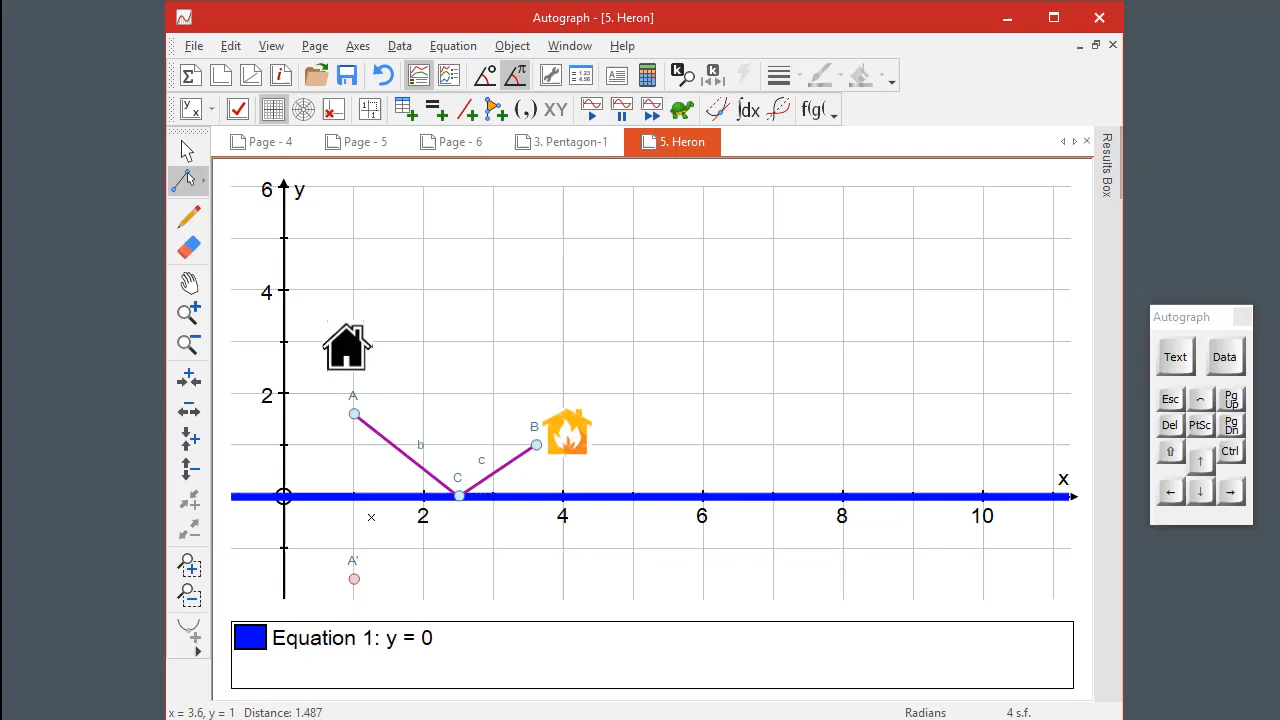 Autograph - [5. Heron]
File Edit View Page Axes Data Equation Object Window Help
XY
∫dx
f(g(
Page - 4
Page - 5
Page - 6
3. Pentagon-1
5. Heron
Results Box
6
y
4
2
A
B
b
c
C
x
2
4
6
8
10
A'
Equation 1: y = 0
x = 3.6, y = 1 Distance: 1.487
Radians
4 s.f.
Autograph
Text
Data
Esc
Pg Up
Del
PtSc
Pg Dn
Ctrl